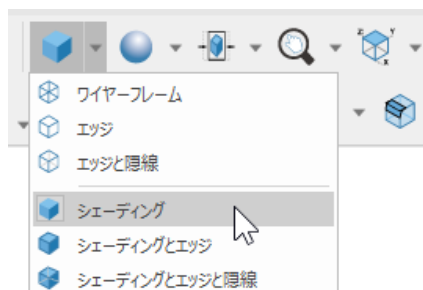 Z Y
X
ワイヤーフレーム
エッジ
エッジと隠線
シェーディング
シェーディングとエッジ
シェーディングとエッジと隠線